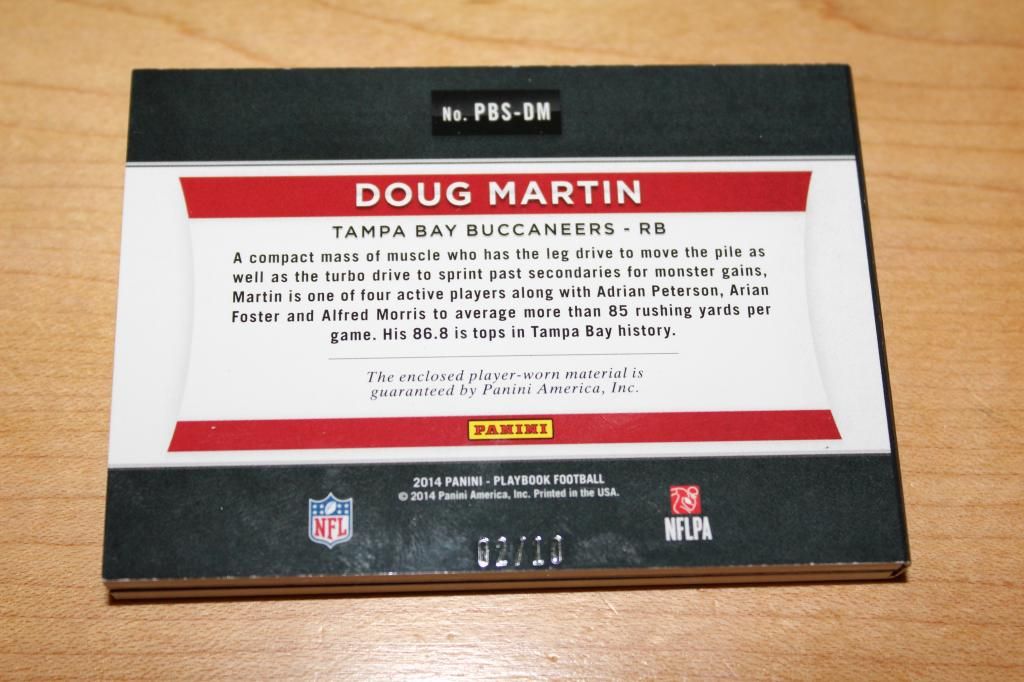 No. PBS-DM
DOUG MARTIN
TAMPA BAY BUCCANEERS - RB
A compact mass of muscle who has the leg drive to move the pile as
well as the turbo drive to sprint past secondaries for monster gains,
Martin is one of four active players along with Adrian Peterson, Arian
Foster and Alfred Morris to average more than 85 rushing yards per
game. His 86.8 is tops in Tampa Bay history.
The enclosed player-worn material is
guaranteed by Panini America, Inc.
PANINI
2014 PANINI - PLAYBOOK FOOTBALL
© 2014 Panini America, Inc. Printed in the USA.
NFL
NFLPA
02/10